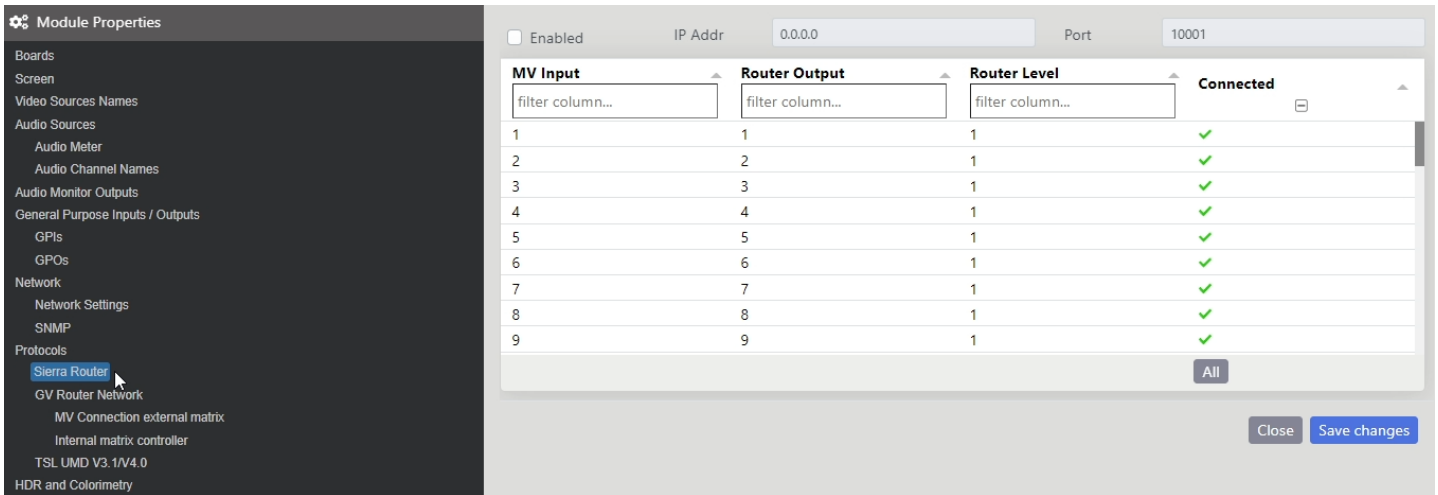 Module Properties
Boards
Screen
Video Sources Names
Audio Sources
Audio Meter
Audio Channel Names
Audio Monitor Outputs
General Purpose Inputs / Outputs
GPIs
GPOs
Network
Network Settings
SNMP
Protocols
Sierra Router
GV Router Network
MV Connection external matrix
Internal matrix controller
TSL UMD V3.1/V4.0
HDR and Colorimetry
Enabled IP Addr 0.0.0.0 Port 10001
MV Input Router Output Router Level Connected
filter column... filter column... filter column...
1 1 1
2 2 1
3 3 1
4 4 1
5 5 1
6 6 1
7 7 1
8 8 1
9 9 1
All
Close Save changes